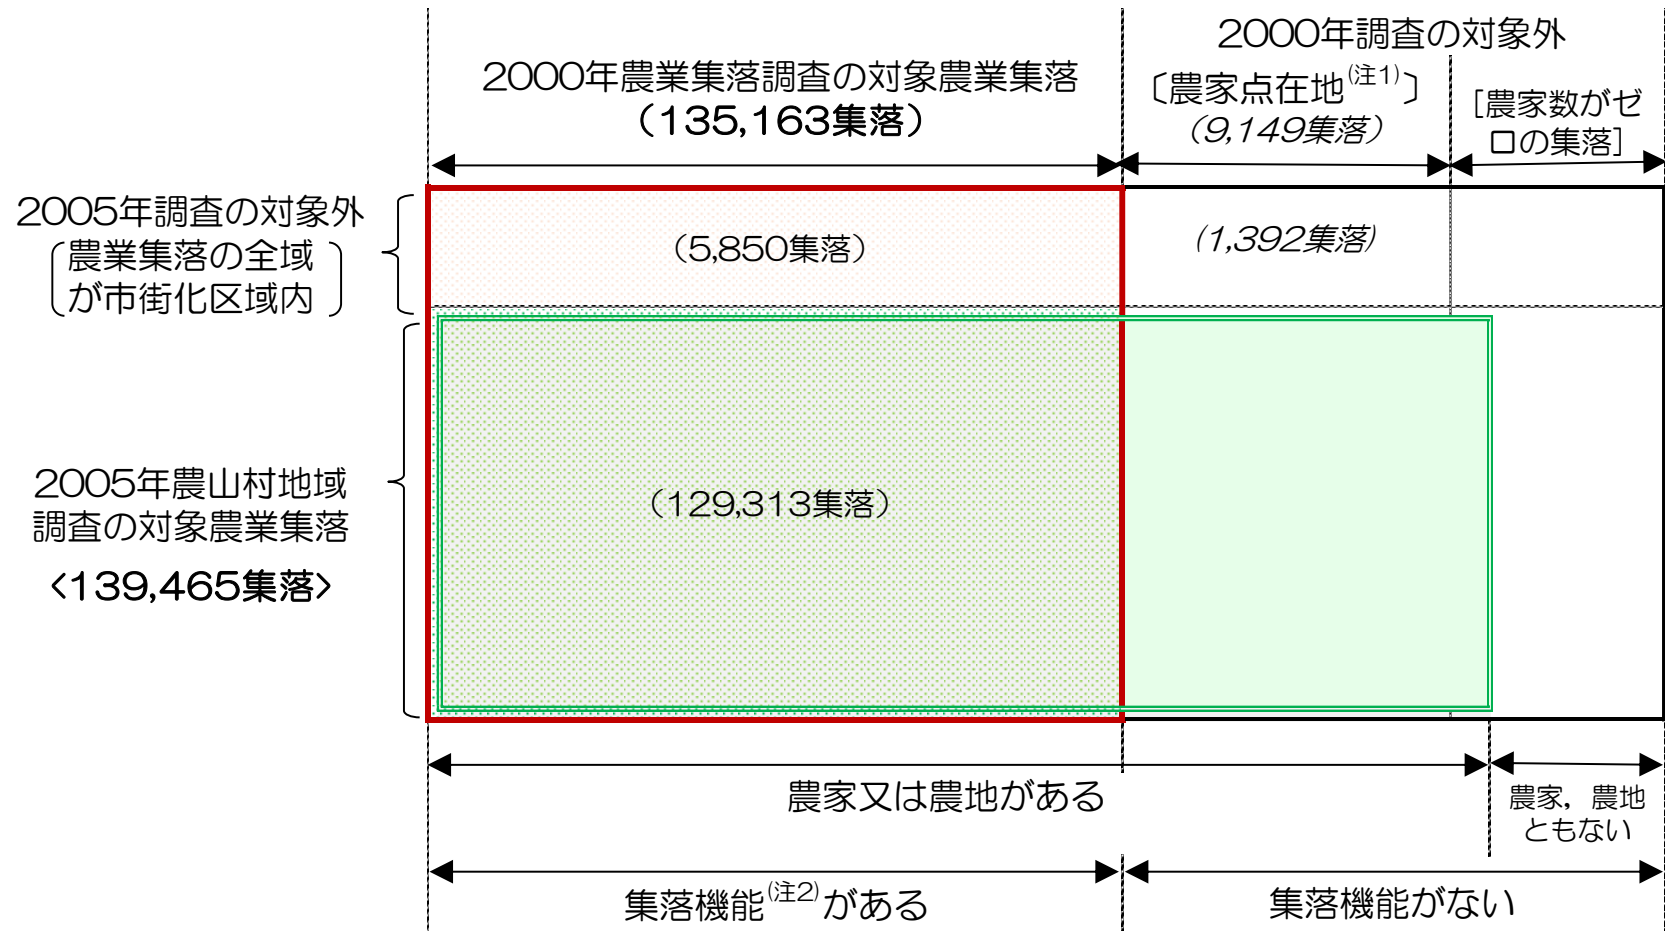 2000年調査の対象外
2000年農業集落調査の対象農業集落
（135,163集落）
〔農家点在地(注1)〕
（9,149集落）
[農家数がゼ
ロの集落]
2005年調査の対象外
農業集落の全域
が市街化区域内
（5,850集落）
（1,392集落）
2005年農山村地域
調査の対象農業集落
<139,465集落>
（129,313集落）
農家又は農地がある
農家，農地
ともない
集落機能(注2)がある
集落機能がない